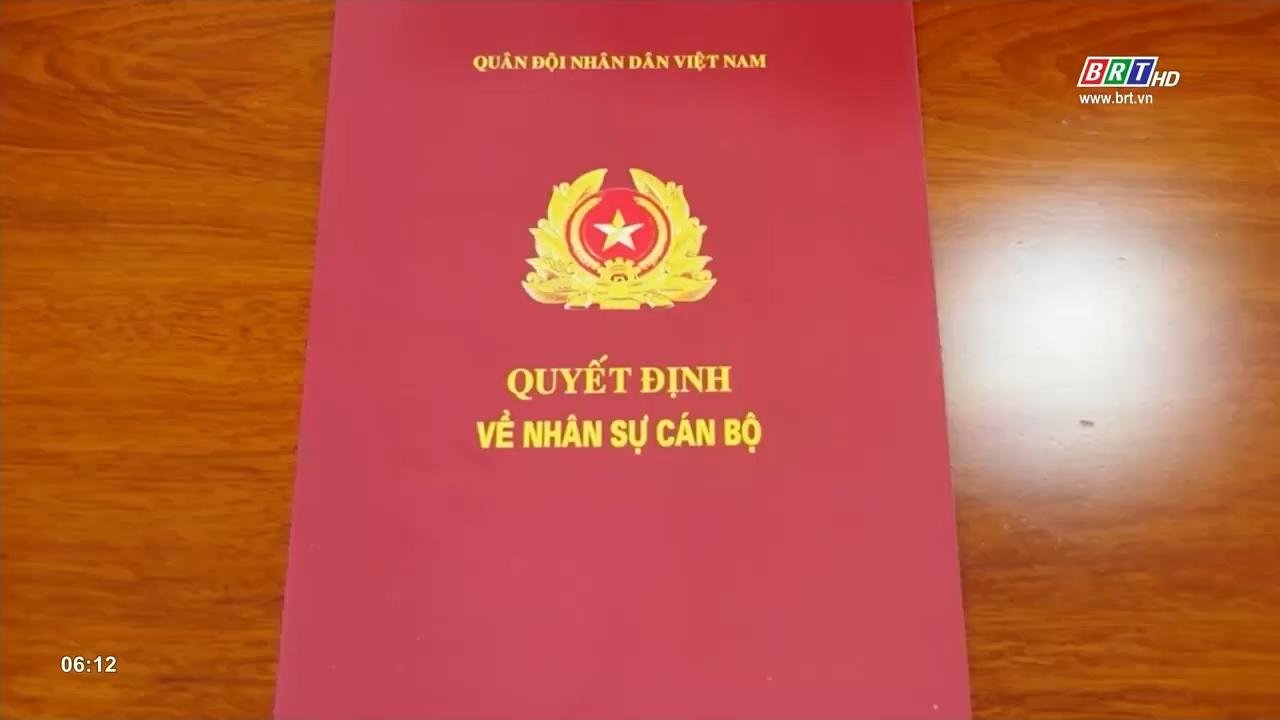 QUÂN ĐỘI NHÂN DÂN VIỆT NAM
BRT HD
www.brt.vn
QUYẾT ĐỊNH
VỀ NHÂN SỰ CÁN BỘ
06:12